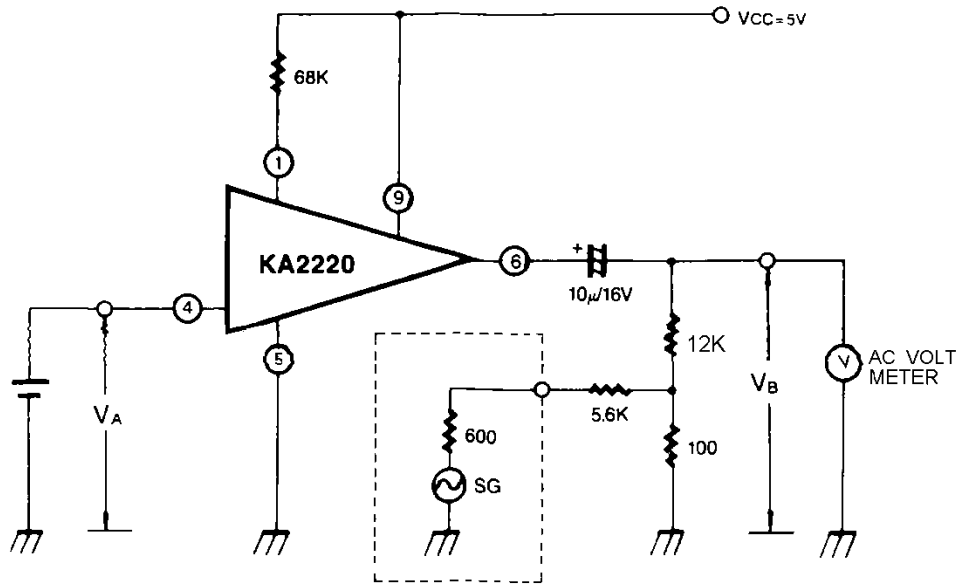 VCC=5V
68K
1
9
KA2220
6
+
10μ/16V
4
5
12K
VA
VB
V
AC VOLT
METER
5.6K
600
100
SG